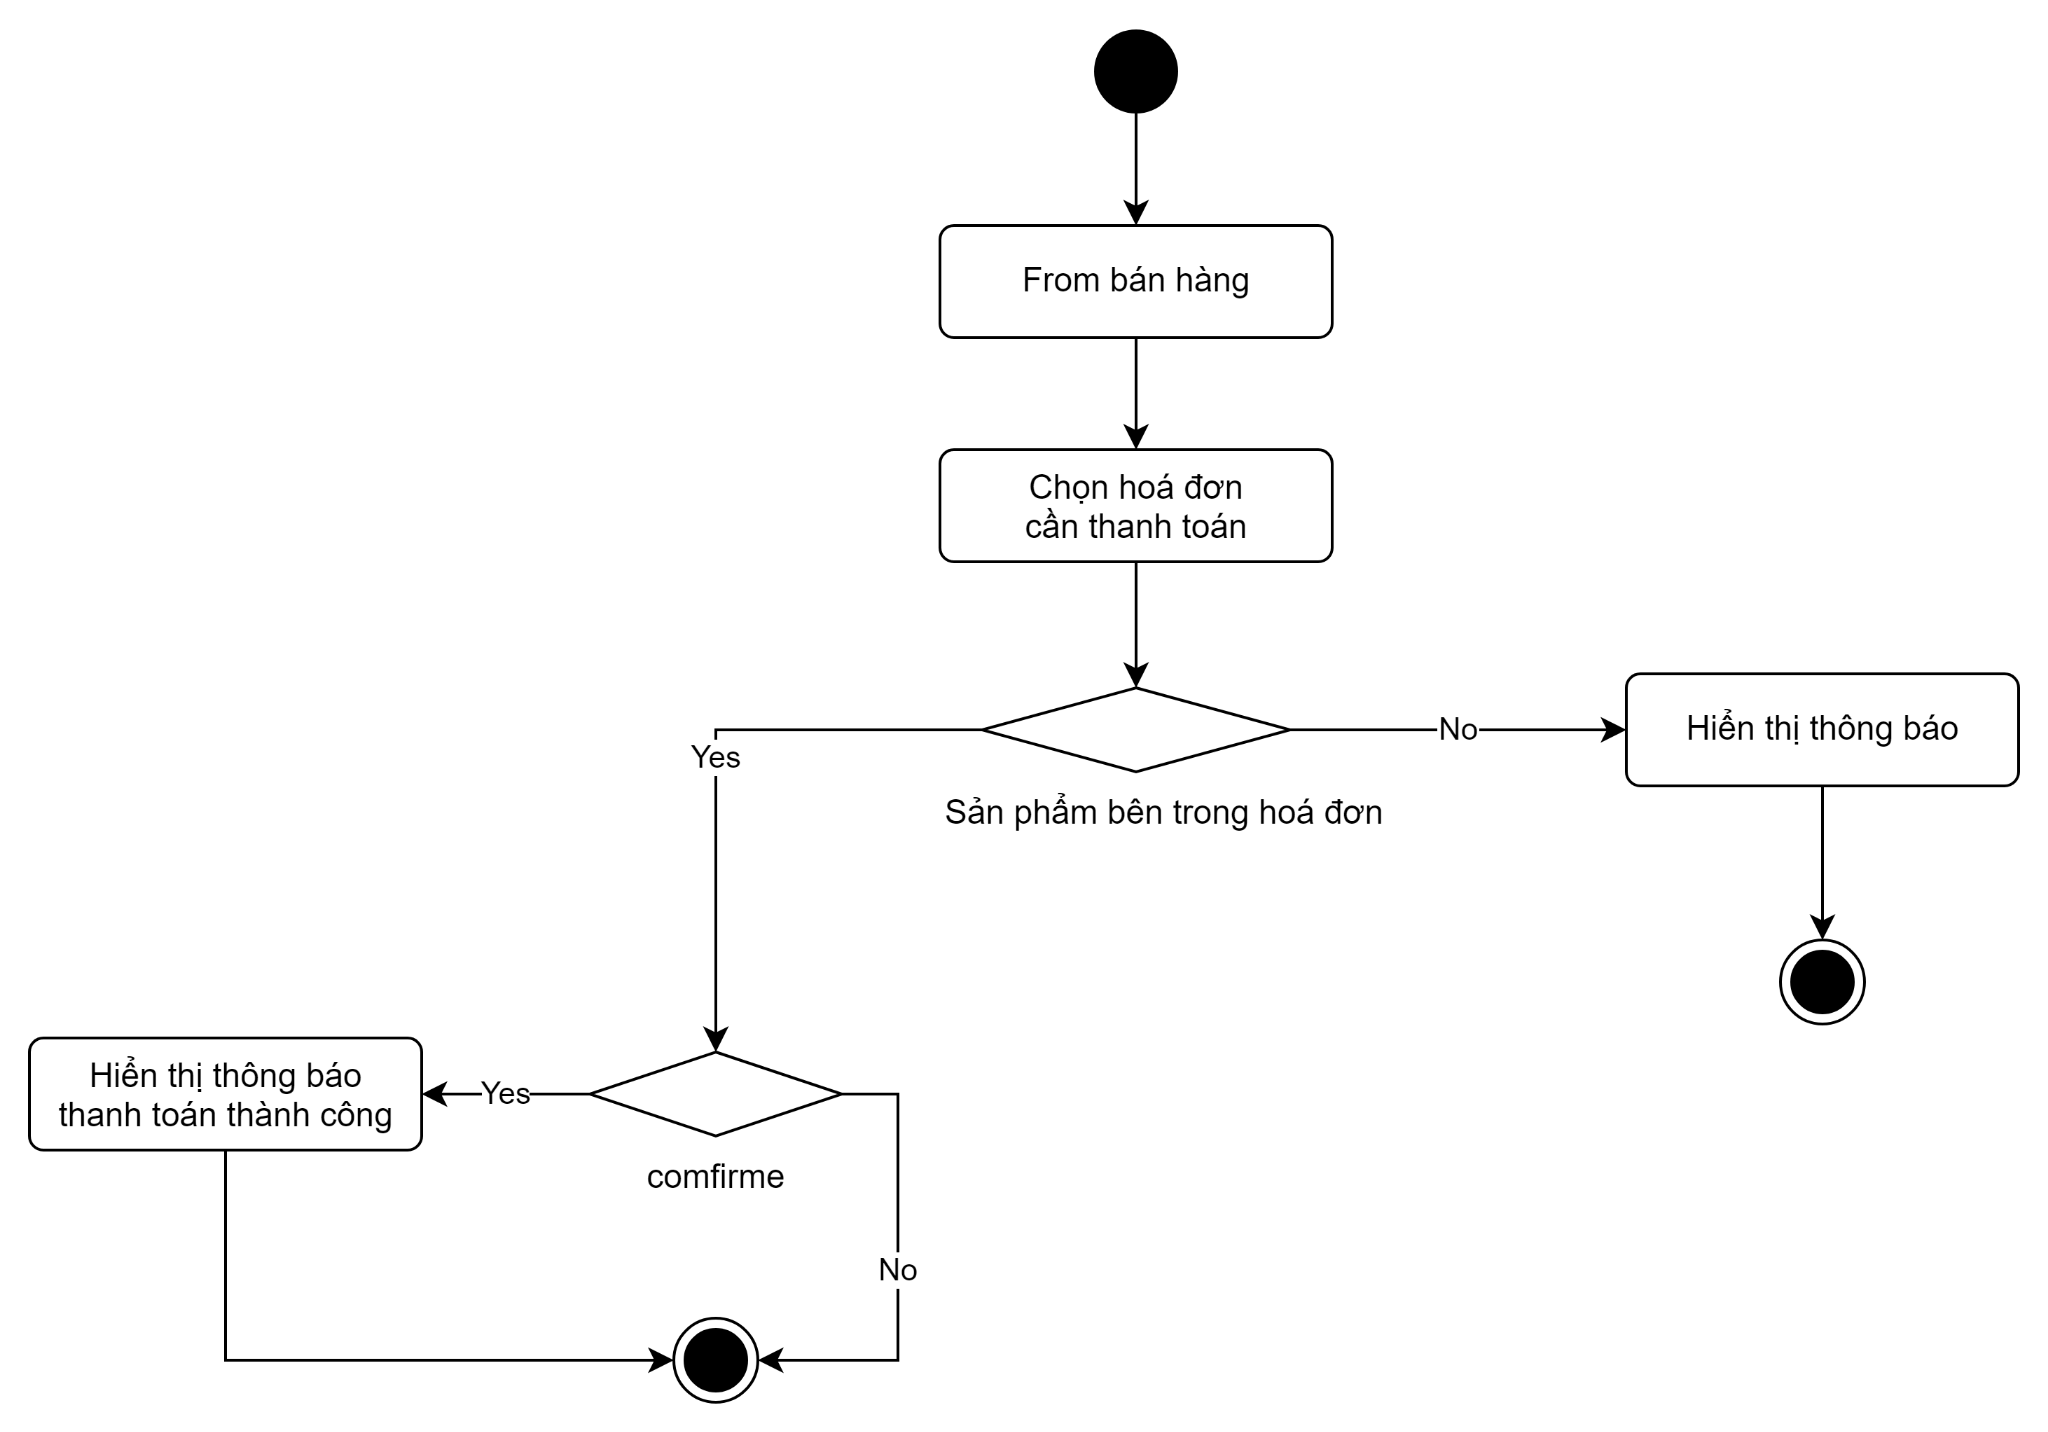 From bán hàng
Chọn hoá đơn
cần thanh toán
Yes
No
Hiển thị thông báo
Sản phẩm bên trong hoá đơn
Hiển thị thông báo
thanh toán thành công
Yes
comfirme
No